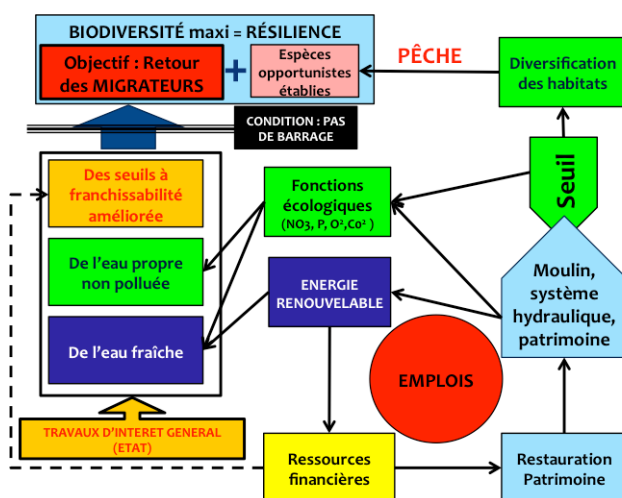 BIODIVERSITÉ maxi = RÉSILIENCE
Objectif : Retour
des MIGRATEURS
+
Espèces
opportunistes
établies
PÊCHE
Diversification
des habitats
CONDITION : PAS
DE BARRAGE
Des seuils à
franchissabilité
améliorée
Fonctions
écologiques
(NO3, P, O², Co²)
Seuil
De l'eau propre
non polluée
ENERGIE
RENOUVELABLE
Moulin,
système
hydraulique,
patrimoine
De l'eau fraîche
EMPLOIS
TRAVAUX D'INTERET GENERAL
(ETAT)
Ressources
financières
Restauration
Patrimoine